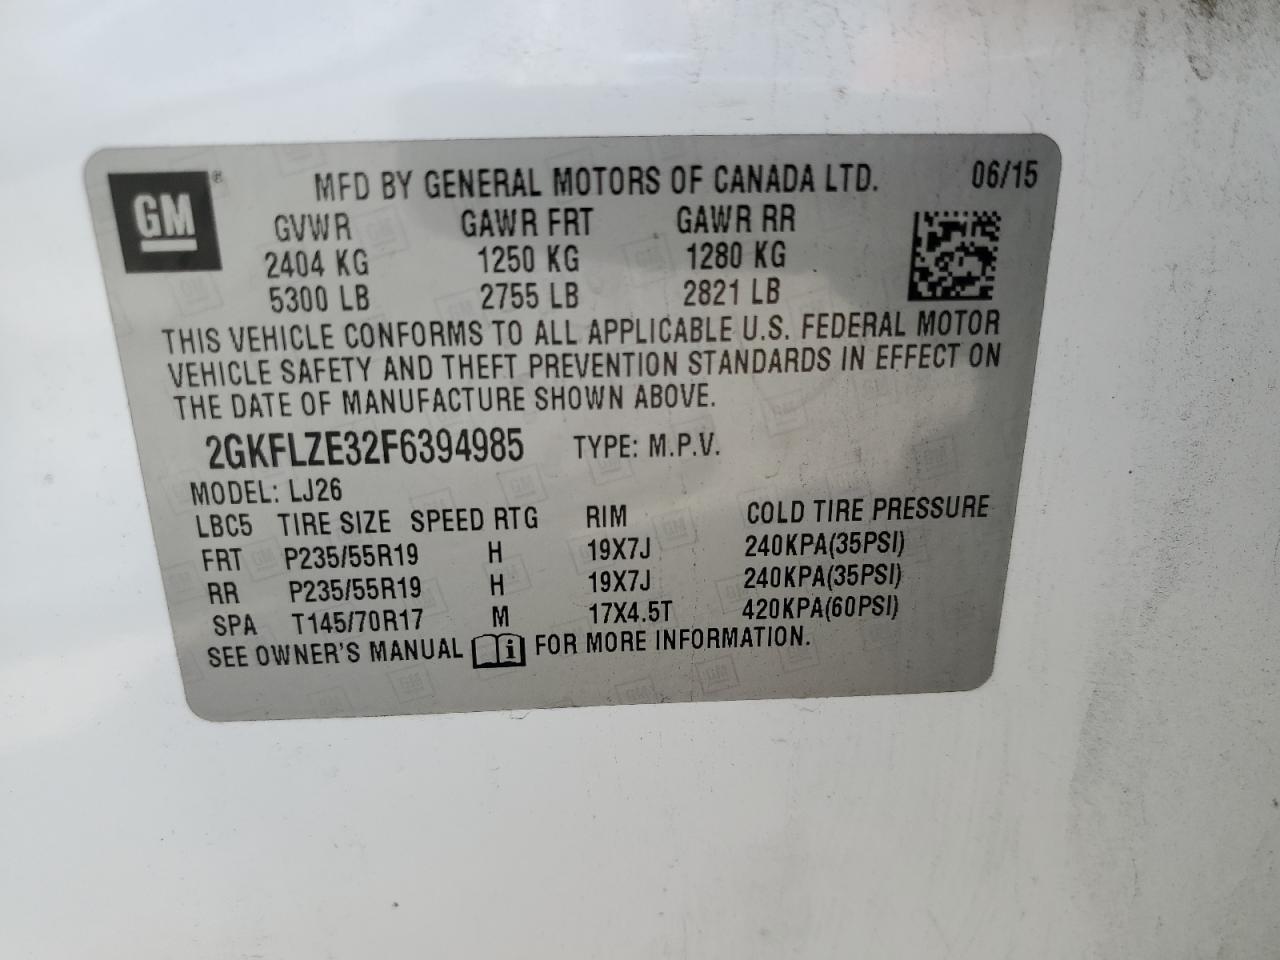 GM ® MFD BY GENERAL MOTORS OF CANADA LTD. 06/15
GVWR GAWR FRT GAWR RR
2404 KG 1250 KG 1280 KG
5300 LB 2755 LB 2821 LB
THIS VEHICLE CONFORMS TO ALL APPLICABLE U.S. FEDERAL MOTOR
VEHICLE SAFETY AND THEFT PREVENTION STANDARDS IN EFFECT ON
THE DATE OF MANUFACTURE SHOWN ABOVE.
2GKFLZE32F6394985 TYPE: M.P.V.
MODEL: LJ26
LBC5 TIRE SIZE SPEED RTG RIM COLD TIRE PRESSURE
FRT P235/55R19 H 19X7J 240KPA(35PSI)
RR P235/55R19 H 19X7J 240KPA(35PSI)
SPA T145/70R17 M 17X4.5T 420KPA(60PSI)
SEE OWNER'S MANUAL i FOR MORE INFORMATION.